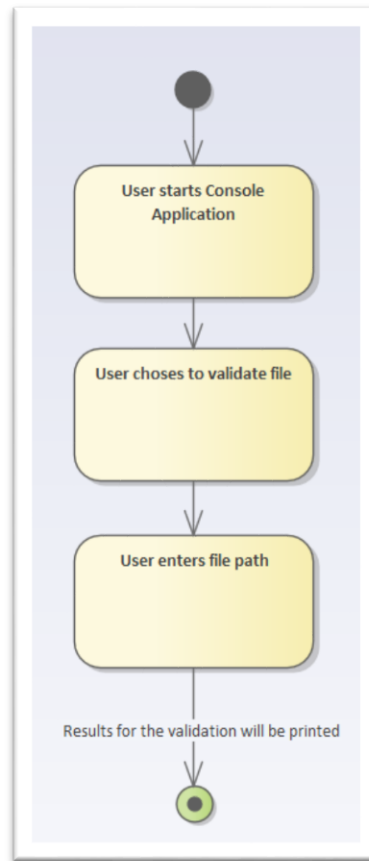 User starts Console
Application
User choses to validate file
User enters file path
Results for the validation will be printed